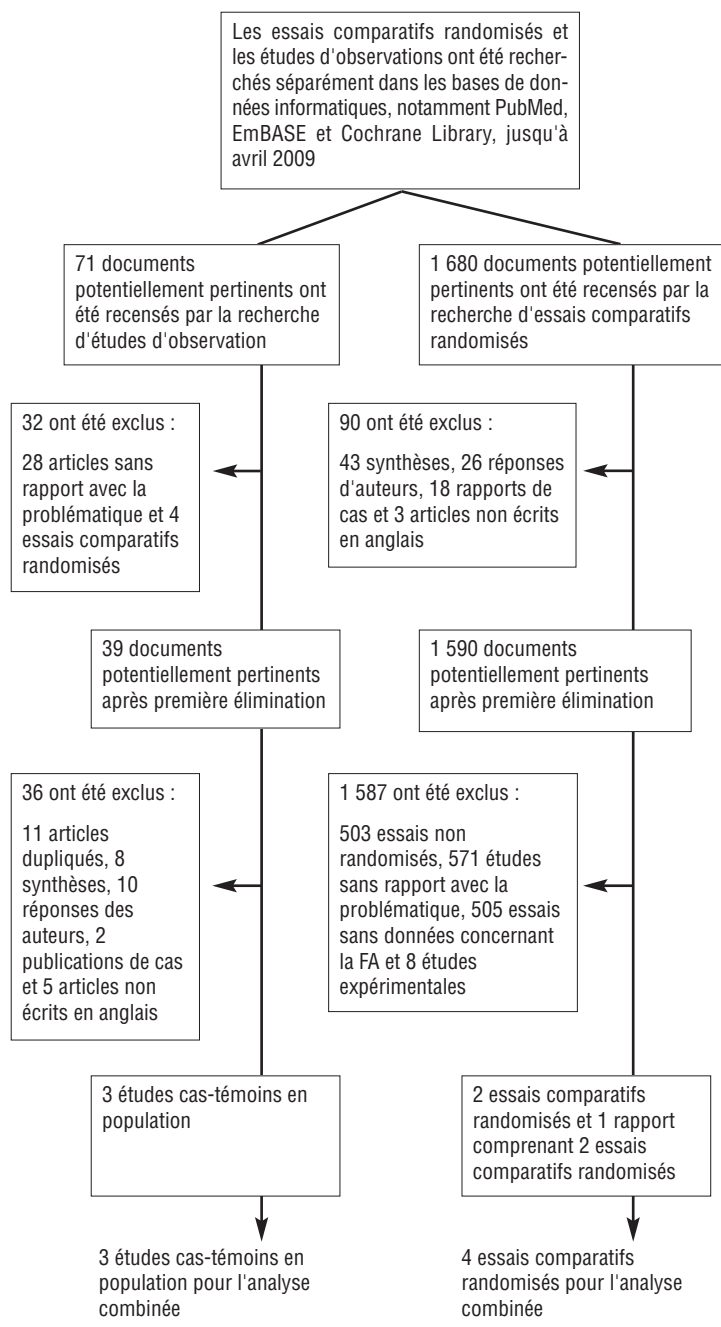 Les essais comparatifs randomisés et
les études d'observations ont été recher-
chés séparément dans les bases de don-
nées informatiques, notamment PubMed,
EmBASE et Cochrane Library, jusqu'à
avril 2009
71 documents
potentiellement pertinents ont
été recensés par la recherche
d'études d'observation
1 680 documents potentiellement
pertinents ont été recensés par la
recherche d'essais comparatifs
randomisés
32 ont été exclus :
28 articles sans
rapport avec la
problématique et 4
essais comparatifs
randomisés
90 ont été exclus :
43 synthèses, 26 réponses
d'auteurs, 18 rapports de
cas et 3 articles non écrits
en anglais
39 documents
potentiellement pertinents
après première élimination
1 590 documents
potentiellement pertinents
après première élimination
36 ont été exclus :
11 articles
dupliqués, 8
synthèses, 10
réponses des
auteurs, 2
publications de cas
et 5 articles non
écrits en anglais
1 587 ont été exclus :
503 essais non
randomisés, 571 études
sans rapport avec la
problématique, 505 essais
sans données concernant
la FA et 8 études
expérimentales
3 études cas-témoins en
population
2 essais comparatifs
randomisés et 1 rapport
comprenant 2 essais
comparatifs randomisés
3 études cas-témoins en
population pour l'analyse
combinée
4 essais comparatifs
randomisés pour l'analyse
combinée